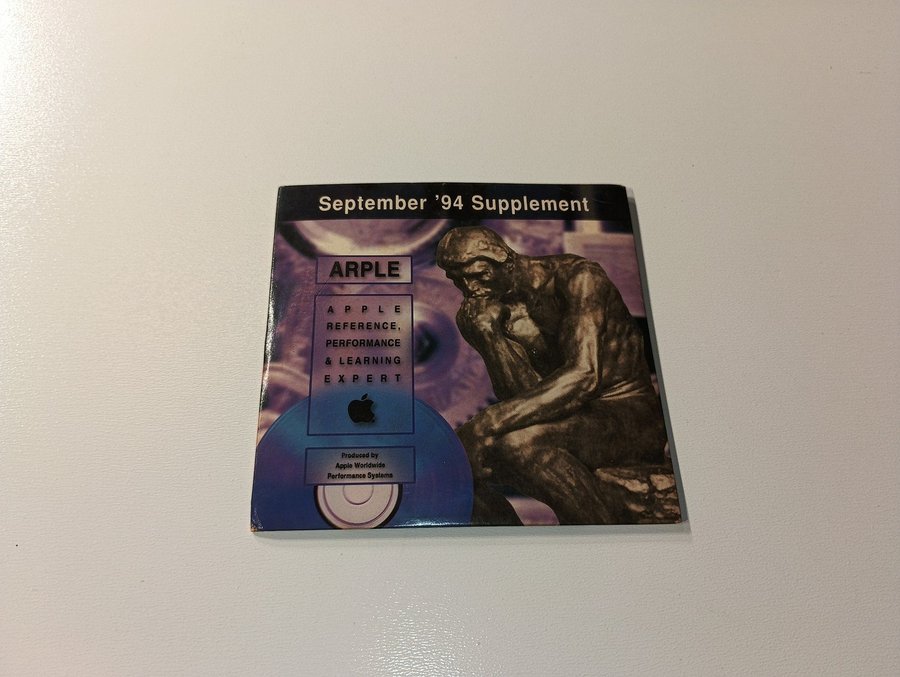 September ’94 Supplement
ARPLE
APPLE
REFERENCE,
PERFORMANCE
& LEARNING
EXPERT
Produced by
Apple Worldwide
Performance Systems